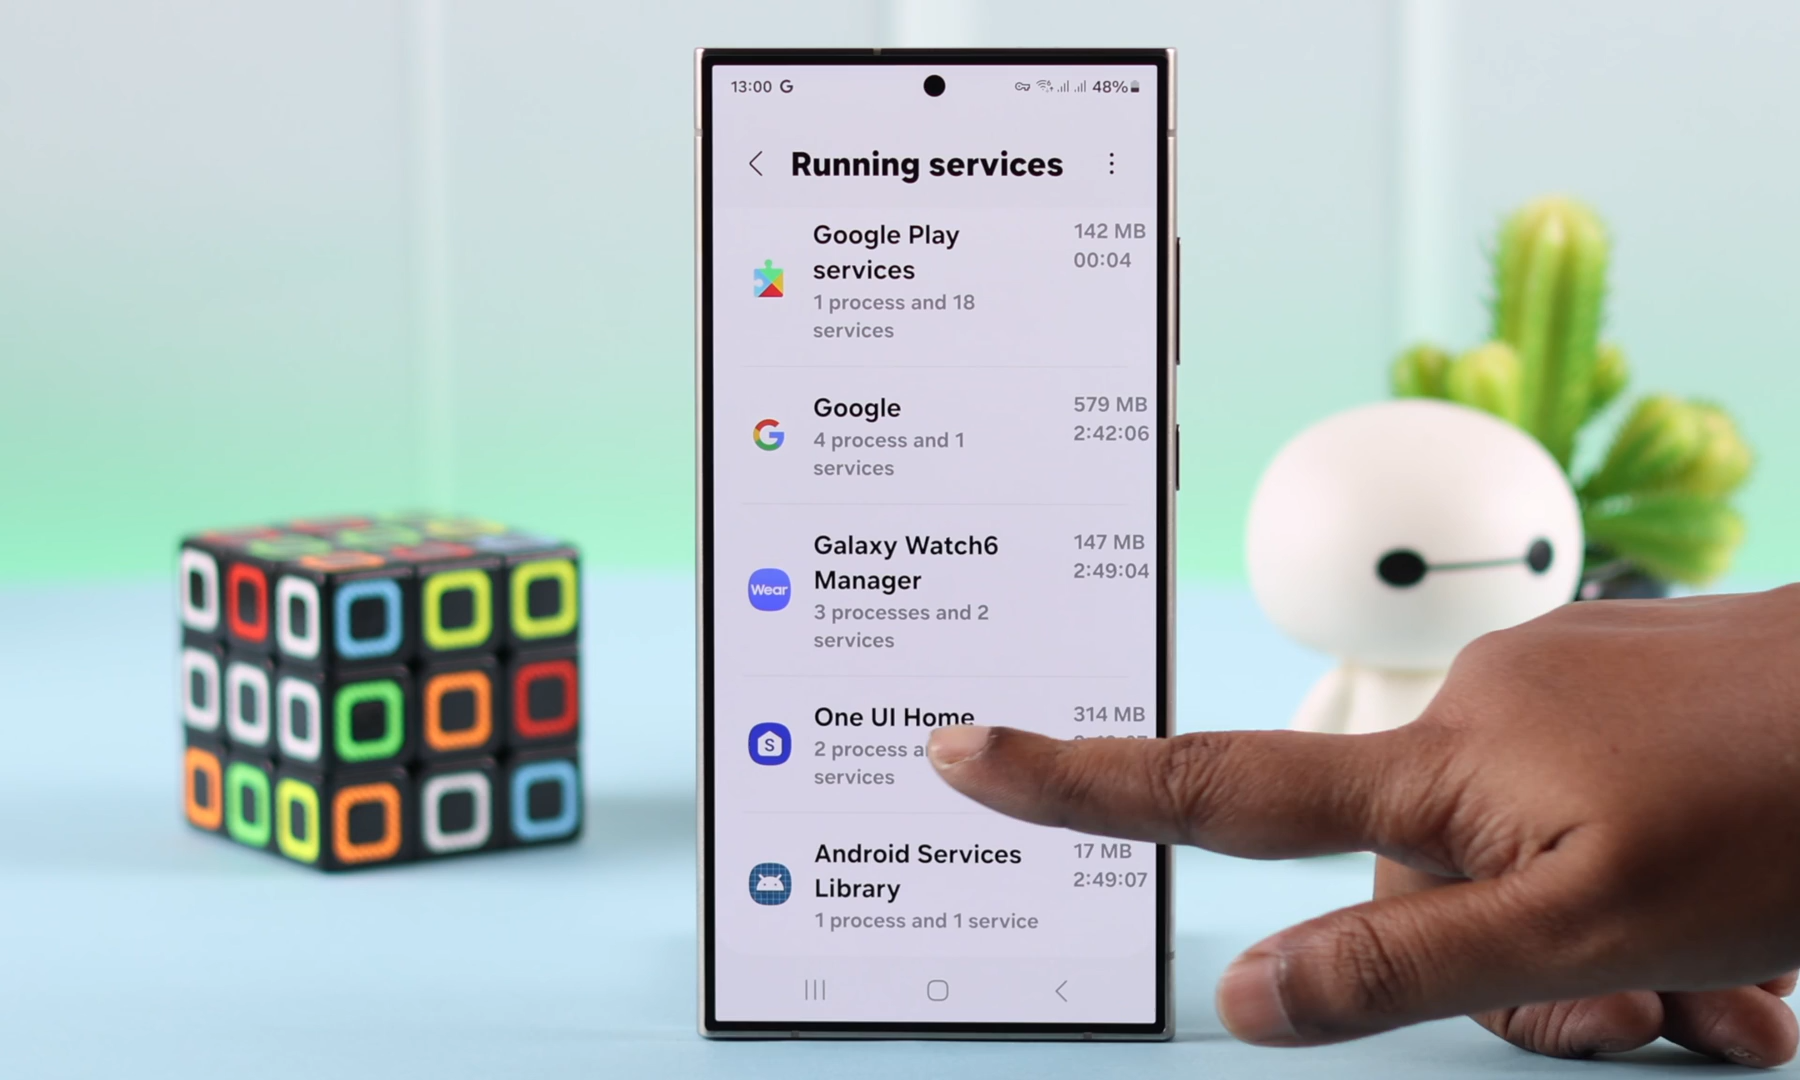 13:00 G 48%
Running services
Google Play
services
142 MB
00:04
1 process and 18
services
Google
579 MB
2:42:06
4 process and 1
services
Galaxy Watch6
Manager
147 MB
2:49:04
Wear
3 processes and 2
services
One UI Home
314 MB
S
2 process
services
Android Services
Library
17 MB
2:49:07
1 process and 1 service